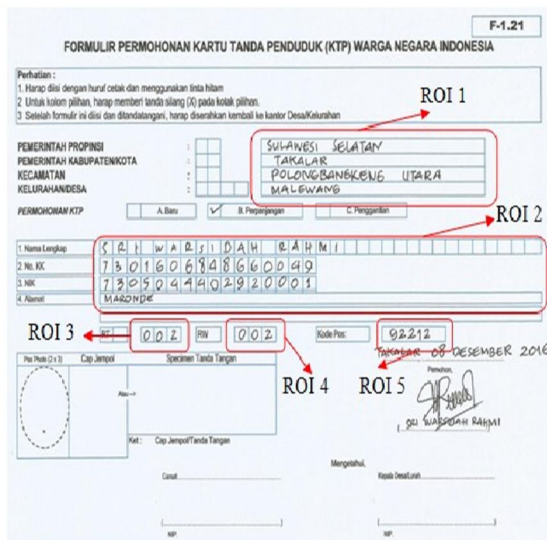 F-1.21
FORMULIR PERMOHONAN KARTU TANDA PENDUDUK (KTP) WARGA NEGARA INDONESIA
Perhatian :
1. Harap diisi dengan huruf cetak dan menggunakan tinta hitam
2 Untuk kolom pilihan, harap memberi tanda silang (X) pada kotak pilihan.
3 Setelah formulir ini diisi dan ditandatangani, harap diserahkan kembali ke kantor Desa/Kelurahan
ROI 1
PEMERINTAH PROPINSI : SULAWESI SELATAN
PEMERINTAH KABUPATEN/KOTA : TAKALAR
KECAMATAN : POLONGBANGKENG UTARA
KELURAHAN/DESA : MALEWANG
PERMOHONAN KTP A. Baru B. Perpanjangan C. Penggantian
ROI 2
1. Nama Lengkap SRI WARSIDAH RAHMI
2. No. KK
3. NIK 7305044402920001
4. Alamat MARONDE
ROI 3 RT 002 RW 002 Kode Pos: 92212
TAKALAR 08 DESEMBER 2016
Pas Photo (2 x 3) Cap Jempol Specimen Tanda Tangan
ROI 4 ROI 5
Pemohon,
Atau -->
SRI WARSIDAH RAHMI
Ket : Cap Jempol/Tanda Tangan
Mengetahui,
Camat Kepala Desa/Lurah
NIP. NIP.